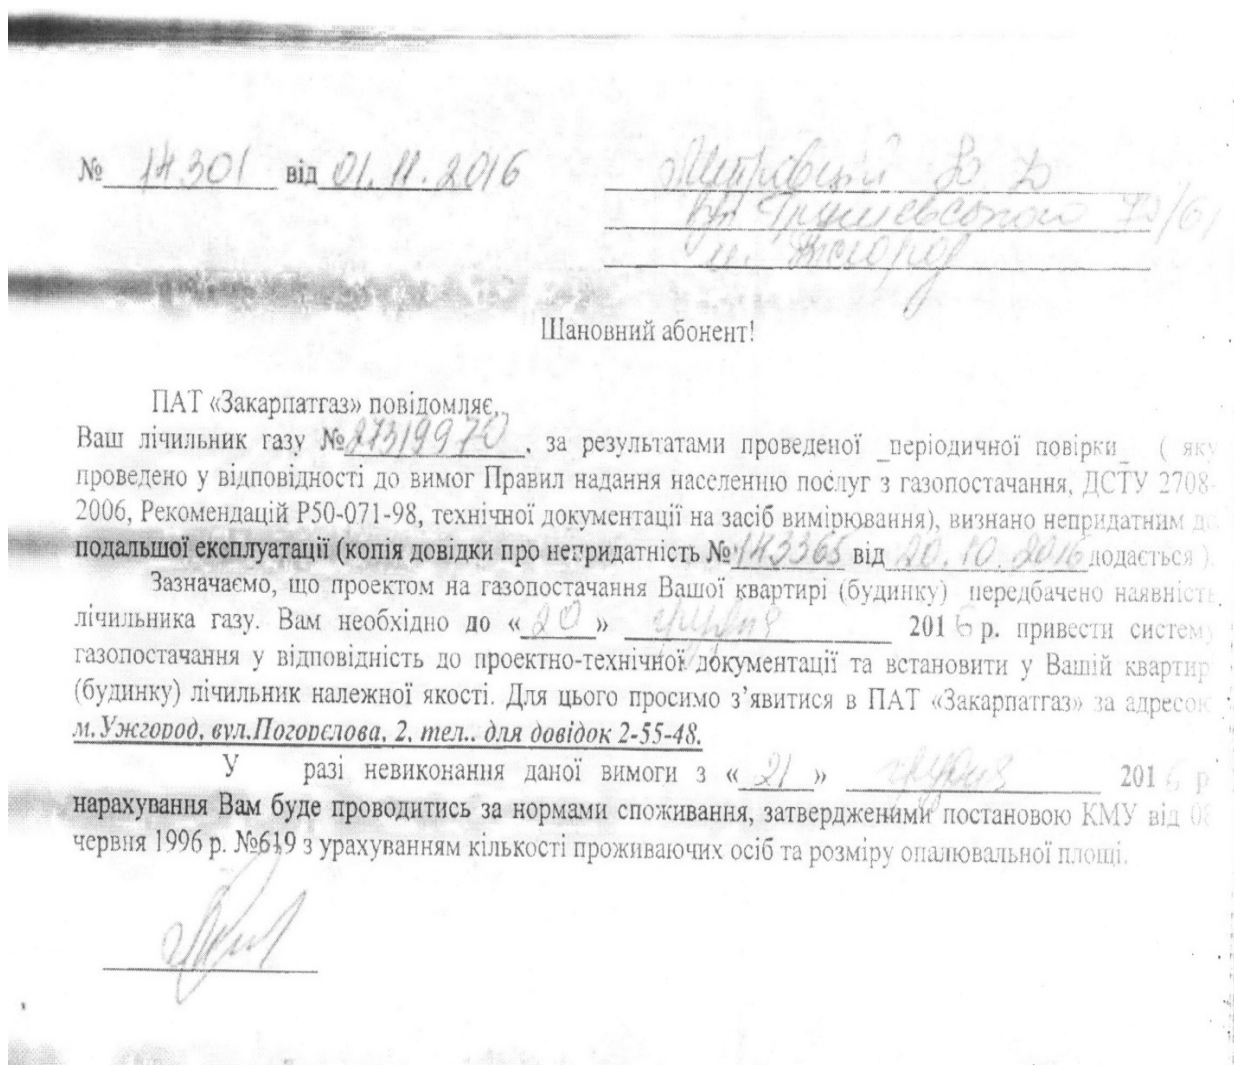 № 14301 від 01.11.2016
Петровцій Ю Ю
Грушевського
м. Ужгород
Шановний абонент!
ПАТ «Закарпатгаз» повідомляє,
Ваш лічильник газу №27319970, за результатами проведеної _періодичної повірки_ ( яку
проведено у відповідності до вимог Правил надання населенню послуг з газопостачання, ДСТУ 2708-
2006, Рекомендацій Р50-071-98, технічної документації на засіб вимірювання), визнано непридатним до
подальшої експлуатації (копія довідки про непридатність №143365 від 20.10.2016 додається ).
Зазначаємо, що проектом на газопостачання Вашої квартирі (будинку) передбачено наявність
лічильника газу. Вам необхідно до «20» грудня 2016 р. привести систему
газопостачання у відповідність до проектно-технічної документації та встановити у Вашій квартирі
(будинку) лічильник належної якості. Для цього просимо з’явитися в ПАТ «Закарпатгаз» за адресою
м.Ужгород, вул.Погорєлова, 2, тел.. для довідок 2-55-48.
У разі невиконання даної вимоги з «21» грудня 2016 р
нарахування Вам буде проводитись за нормами споживання, затвердженими постановою КМУ від 08
червня 1996 р. №619 з урахуванням кількості проживаючих осіб та розміру опалювальної площі.